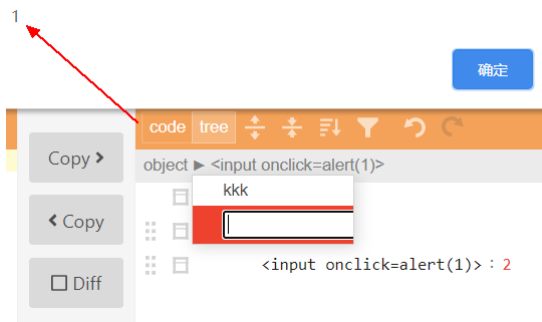 1
确定
code tree
Copy >
object ► <input onclick=alert(1)>
kkk
< Copy
<input onclick=alert(1)> : 2
Diff